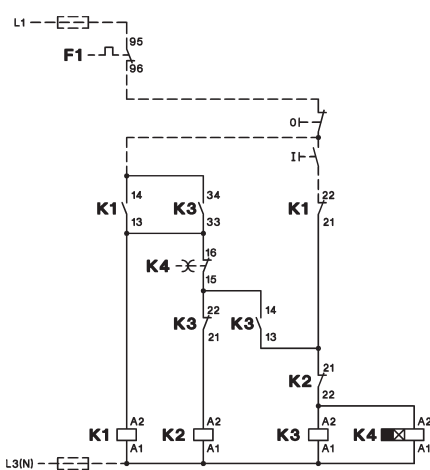 L1
95
F1
96
O
I
14 34 22
K1 K3 K1
13 33 21
16
K4
15
22 14
K3 K3
21 13
21
K2
22
A2 A2 A2 A2
K1 K2 K3 K4
A1 A1 A1 A1
L3(N)